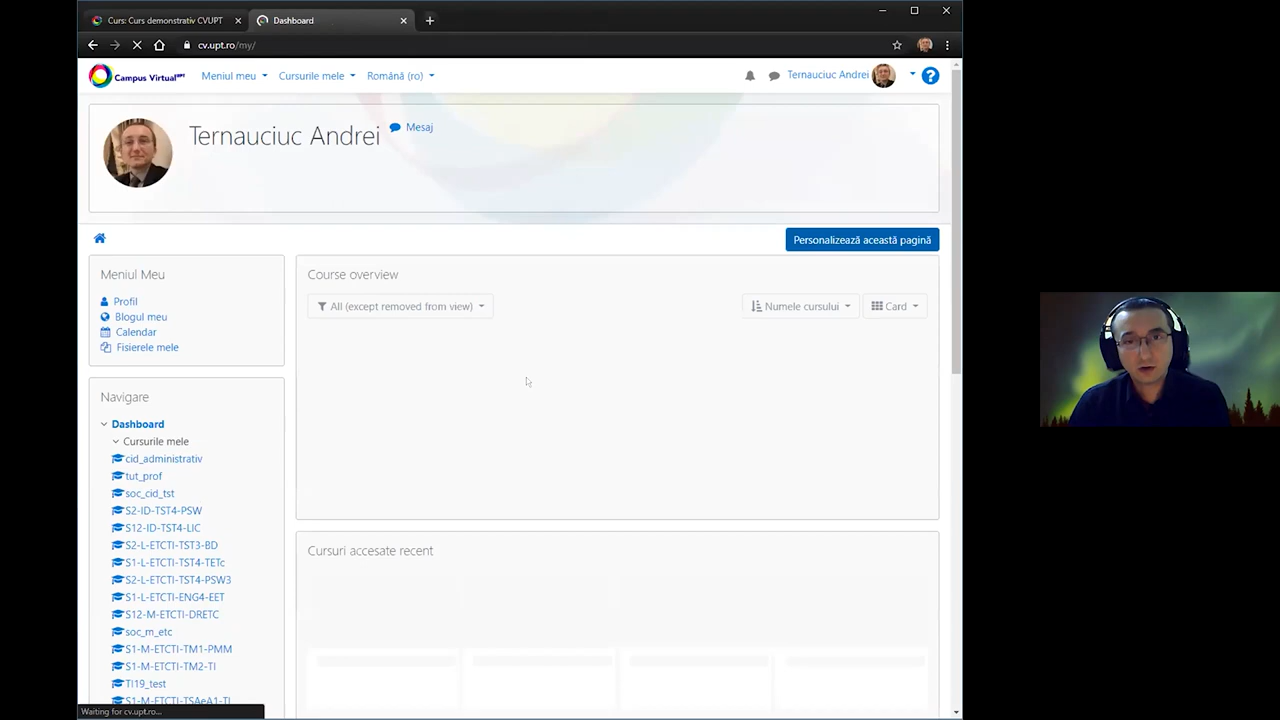 Curs: Curs demonstrativ CVUPT
Dashboard
cv.upt.ro/my/
Campus Virtual upt
Meniul meu
Cursurile mele
Română (ro)
Ternauciuc Andrei
Ternauciuc Andrei
Mesaj
Personalizează această pagină
Meniul Meu
Profil
Blogul meu
Calendar
Fisierele mele
Navigare
Dashboard
Cursurile mele
cid_administrativ
tut_prof
soc_cid_tst
S2-ID-TST4-PSW
S12-ID-TST4-LIC
S2-L-ETCTI-TST3-BD
S1-L-ETCTI-TST4-TETc
S2-L-ETCTI-TST4-PSW3
S1-L-ETCTI-ENG4-EET
S12-M-ETCTI-DRETC
soc_m_etc
S1-M-ETCTI-TM1-PMM
S1-M-ETCTI-TM2-TI
TI19_test
S1-M-ETCTI-TSAeA1-TI
Course overview
All (except removed from view)
Numele cursului
Card
Cursuri accesate recent
Waiting for cv.upt.ro...